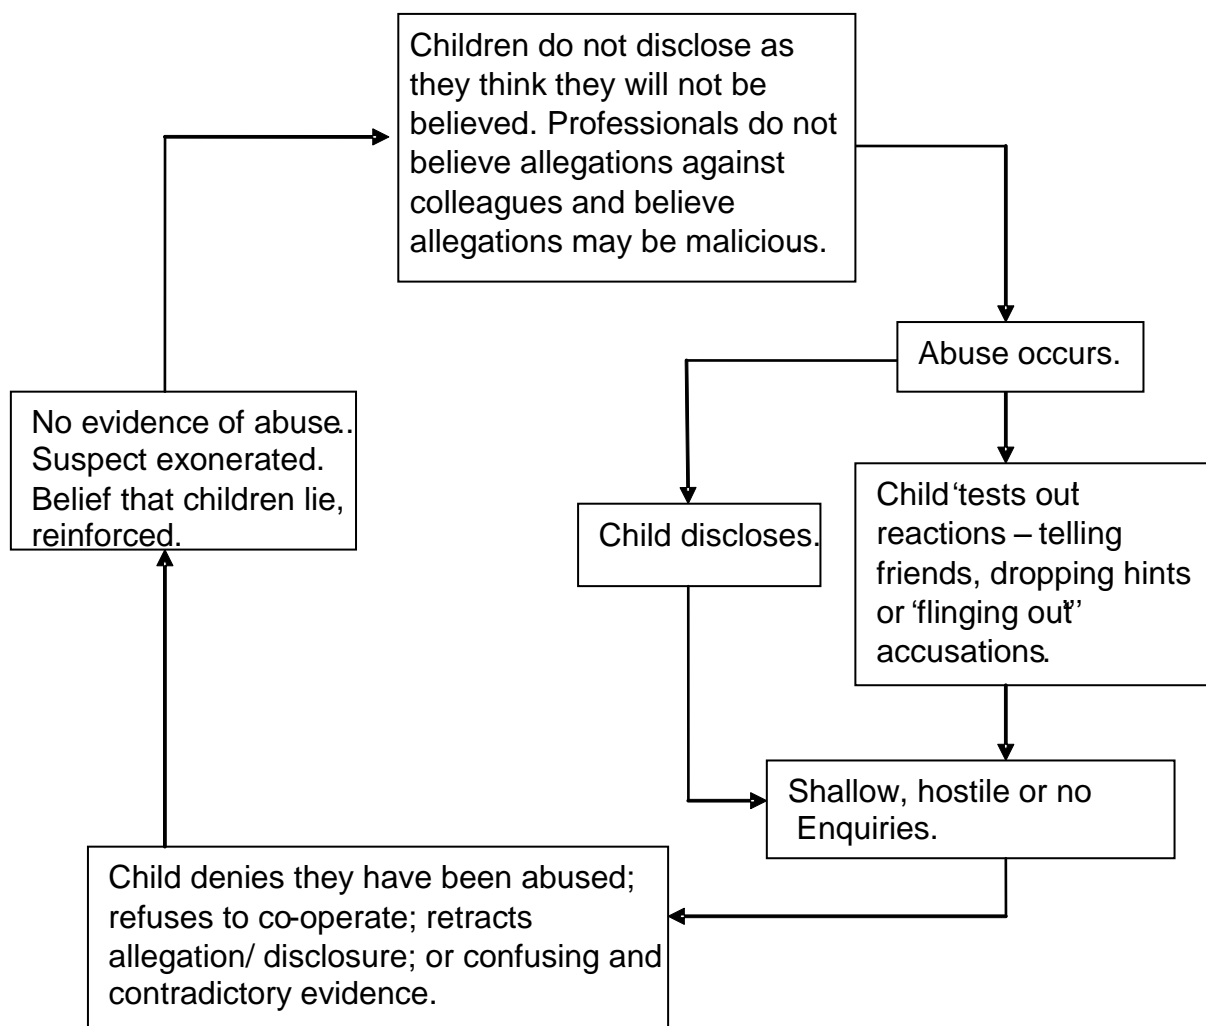 Children do not disclose as
they think they will not be
believed. Professionals do not
believe allegations against
colleagues and believe
allegations may be malicious.
Abuse occurs.
No evidence of abuse..
Suspect exonerated.
Belief that children lie,
reinforced.
Child discloses.
Child ‘tests out’
reactions – telling
friends, dropping hints
or ‘flinging out’’
accusations.
Shallow, hostile or no
Enquiries.
Child denies they have been abused;
refuses to co-operate; retracts
allegation/ disclosure; or confusing and
contradictory evidence.